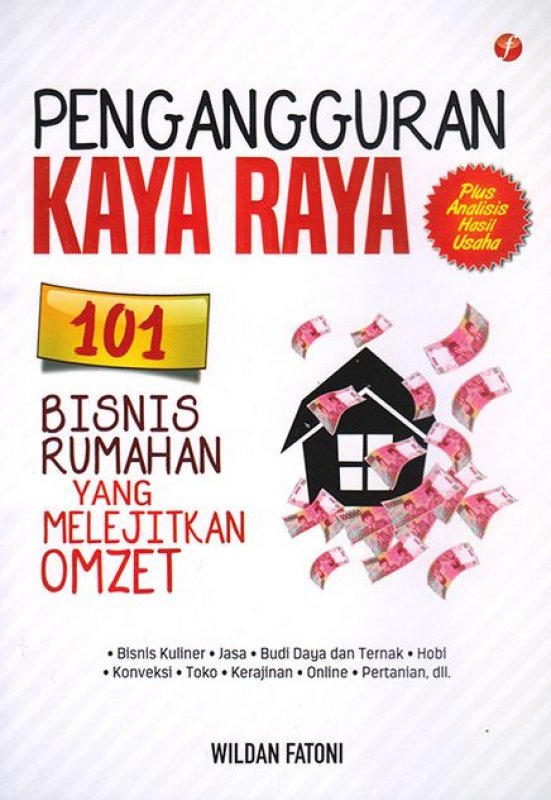 f
PENGANGGURAN
KAYA RAYA
Plus
Analisis
Hasil
Usaha
101
BISNIS
RUMAHAN
YANG
MELEJITKAN
OMZET
• Bisnis Kuliner • Jasa • Budi Daya dan Ternak • Hobi
• Konveksi • Toko • Kerajinan • Online • Pertanian, dll.
WILDAN FATONI